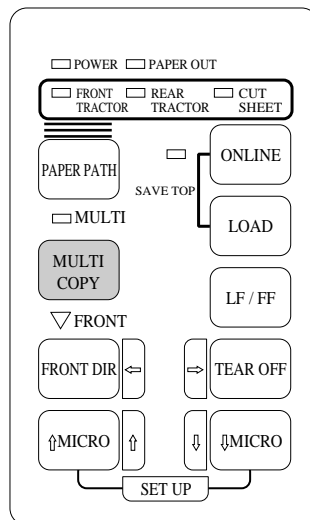 POWER PAPER OUT
FRONT TRACTOR
REAR TRACTOR
CUT SHEET
PAPER PATH
ONLINE
SAVE TOP
MULTI
LOAD
MULTI
COPY
LF / FF
FRONT
FRONT DIR ⇦ ⇨ TEAR OFF
⇧MICRO ⇧ ⇩ ⇩MICRO
SET UP